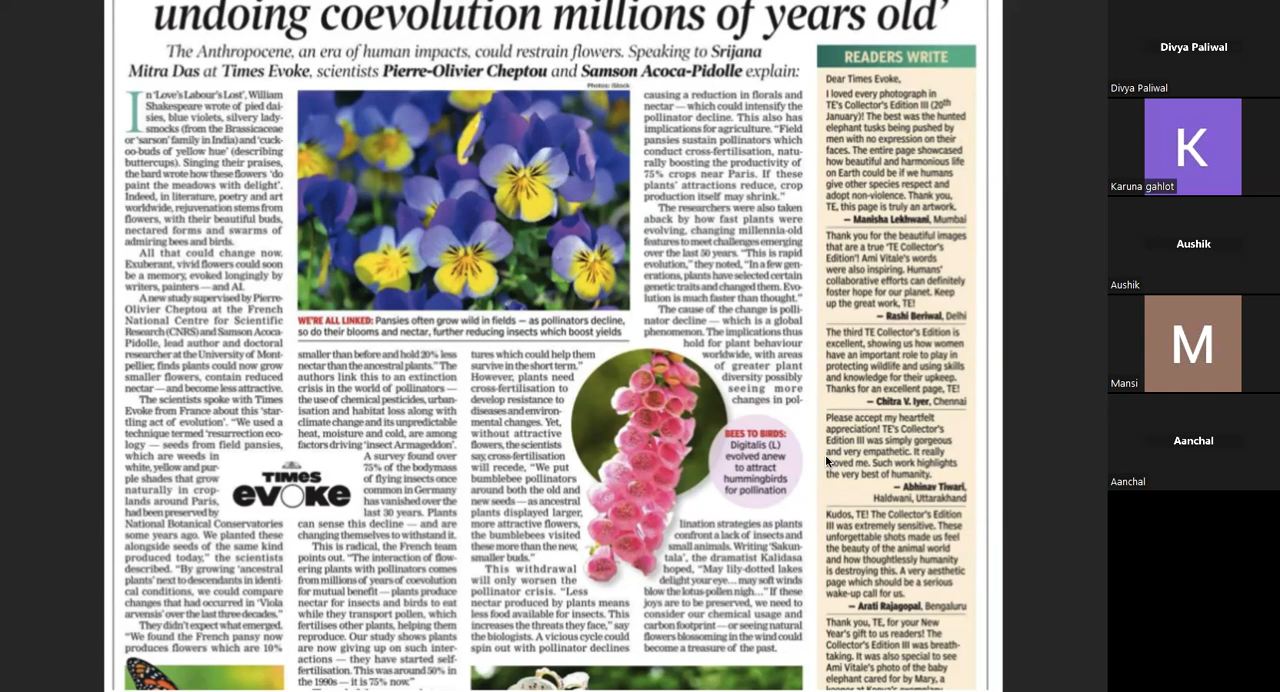 undoing coevolution millions of years old’
The Anthropocene, an era of human impacts, could restrain flowers. Speaking to Srijana
Mitra Das at Times Evoke, scientists Pierre-Olivier Cheptou and Samson Acoca-Pidolle explain:
Photos: iStock
In ‘Love’s Labour’s Lost’, William
Shakespeare wrote of pied dai-
sies, blue violets, silvery lady-
smocks (from the Brassicaceae
or ‘sarson’ family in India) and ‘cuck-
oo-buds of yellow hue’ (describing
buttercups). Singing their praises,
the bard wrote how these flowers ‘do
paint the meadows with delight’.
Indeed, in literature, poetry and art
worldwide, rejuvenation stems from
flowers, with their beautiful buds,
nectared forms and swarms of
admiring bees and birds.
All that could change now.
Exuberant, vivid flowers could soon
be a memory, evoked longingly by
writers, painters — and AI.
A new study supervised by Pierre-
Olivier Cheptou at the French
National Centre for Scientific
Research (CNRS) and Samson Acoca-
Pidolle, lead author and doctoral
researcher at the University of Mont-
pellier, finds plants could now grow
smaller flowers, contain reduced
nectar — and become less attractive.
The scientists spoke with Times
Evoke from France about this ‘star-
tling act of evolution’. “We used a
technique termed ‘resurrection eco-
logy — seeds from field pansies,
which are weeds in
white, yellow and pur-
ple shades that grow
naturally in crop-
lands around Paris,
had been preserved by
National Botanical Conservatories
some years ago. We planted these
alongside seeds of the same kind
produced today,” the scientists
described. “By growing ‘ancestral
plants’ next to descendants in identi-
cal conditions, we could compare
changes that had occurred in ‘Viola
arvensis’ over the last three decades.”
They didn’t expect what emerged.
“We found the French pansy now
produces flowers which are 10%
WE’RE ALL LINKED: Pansies often grow wild in fields — as pollinators decline,
so do their blooms and nectar, further reducing insects which boost yields
smaller than before and hold 20% less
nectar than the ancestral plants.” The
authors link this to an extinction
crisis in the world of pollinators —
the use of chemical pesticides, urban-
isation and habitat loss along with
climate change and its unpredictable
heat, moisture and cold, are among
factors driving ‘insect Armageddon’.
A survey found over
75% of the bodymass
of flying insects once
common in Germany
has vanished over the
last 30 years. Plants
can sense this decline — and are
changing themselves to withstand it.
This is radical, the French team
points out. “The interaction of flow-
ering plants with pollinators comes
from millions of years of coevolution
for mutual benefit — plants produce
nectar for insects and birds to eat
while they transport pollen, which
fertilises other plants, helping them
reproduce. Our study shows plants
are now giving up on such inter-
actions — they have started self-
fertilisation. This was around 50% in
the 1990s — it is 75% now.”
TIMES
evoke
tures which could help them
survive in the short term.”
However, plants need
cross-fertilisation to
develop resistance to
diseases and environ-
mental changes. Yet,
without attractive
flowers, the scientists
say, cross-fertilisation
will recede, “We put
bumblebee pollinators
around both the old and
new seeds — as ancestral
plants displayed larger,
more attractive flowers,
the bumblebees visited
these more than the new,
smaller buds.”
This withdrawal
will only worsen the
pollinator crisis. “Less
nectar produced by plants means
less food available for insects. This
increases the threats they face,” say
the biologists. A vicious cycle could
spin out with pollinator declines
causing a reduction in florals and
nectar — which could intensify the
pollinator decline. This also has
implications for agriculture. “Field
pansies sustain pollinators which
conduct cross-fertilisation, natu-
rally boosting the productivity of
75% crops near Paris. If these
plants’ attractions reduce, crop
production itself may shrink.”
The researchers were also taken
aback by how fast plants were
evolving, changing millennia-old
features to meet challenges emerging
over the last 50 years. “This is rapid
evolution,” they noted, “In a few gen-
erations, plants have selected certain
genetic traits and changed them. Evo-
lution is much faster than thought.”
The cause of the change is polli-
nator decline — which is a global
phenomenon. The implications thus
hold for plant behaviour
worldwide, with areas
of greater plant
diversity possibly
seeing more
changes in pol-
BEES TO BIRDS:
Digitalis (L)
evolved anew
to attract
hummingbirds
for pollination
lination strategies as plants
confront a lack of insects and
small animals. Writing ‘Sakun-
tala’, the dramatist Kalidasa
hoped, “May lily-dotted lakes
delight your eye... may soft winds
blow the lotus-pollen nigh...” If these
joys are to be preserved, we need to
consider our chemical usage and
carbon footprint — or seeing natural
flowers blossoming in the wind could
become a treasure of the past.
READERS WRITE
Dear Times Evoke,
I loved every photograph in
TE’s Collector’s Edition III (20th
January)! The best was the hunted
elephant tusks being pushed by
men with no expression on their
faces. The entire page showcased
how beautiful and harmonious life
on Earth could be if we humans
give other species respect and
adopt non-violence. Thank you,
TE, this page is truly an artwork.
— Manisha Lekhwani, Mumbai
Thank you for the beautiful images
that are a true ‘TE Collector’s
Edition’! Ami Vitale’s words
were also inspiring. Humans’
collaborative efforts can definitely
foster hope for our planet. Keep
up the great work, TE!
— Rashi Beriwal, Delhi
The third TE Collector’s Edition is
excellent, showing us how women
have an important role to play in
protecting wildlife and using skills
and knowledge for their upkeep.
Thanks for an excellent page, TE!
— Chitra V. Iyer, Chennai
Please accept my heartfelt
appreciation! TE’s Collector’s
Edition III was simply gorgeous
and very empathetic. It really
moved me. Such work highlights
the very best of humanity.
— Abhinav Tiwari,
Haldwani, Uttarakhand
Kudos, TE! The Collector’s Edition
III was extremely sensitive. These
unforgettable shots made us feel
the beauty of the animal world
and how thoughtlessly humanity
is destroying this. A very aesthetic
page which should be a serious
wake-up call for us.
— Arati Rajagopal, Bengaluru
Thank you, TE, for your New
Year’s gift to us readers! The
Collector’s Edition III was breath-
taking. It was also special to see
Ami Vitale’s photo of the baby
elephant cared for by Mary, a
Divya Paliwal
Divya Paliwal
K
Karuna gahlot
Aushik
Aushik
M
Mansi
Aanchal
Aanchal